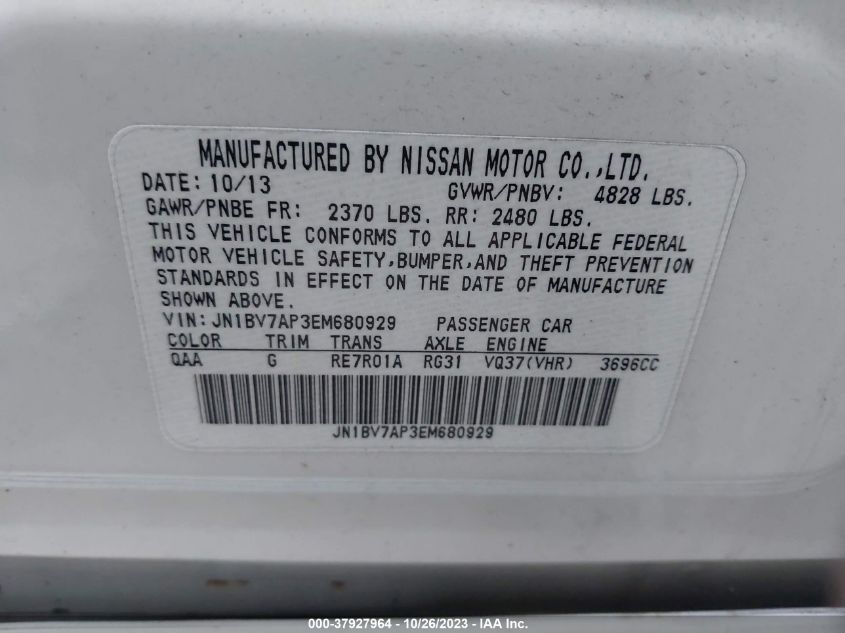 MANUFACTURED BY NISSAN MOTOR CO.,LTD.
DATE: 10/13 GVWR/PNBV: 4828 LBS.
GAWR/PNBE FR: 2370 LBS. RR: 2480 LBS.
THIS VEHICLE CONFORMS TO ALL APPLICABLE FEDERAL
MOTOR VEHICLE SAFETY,BUMPER,AND THEFT PREVENTION
STANDARDS IN EFFECT ON THE DATE OF MANUFACTURE
SHOWN ABOVE.
VIN: JN1BV7AP3EM680929 PASSENGER CAR
COLOR TRIM TRANS AXLE ENGINE
QAA G RE7R01A RG31 VQ37(VHR) 3696CC
JN1BV7AP3EM680929
000-37927964 - 10/26/2023 - IAA Inc.